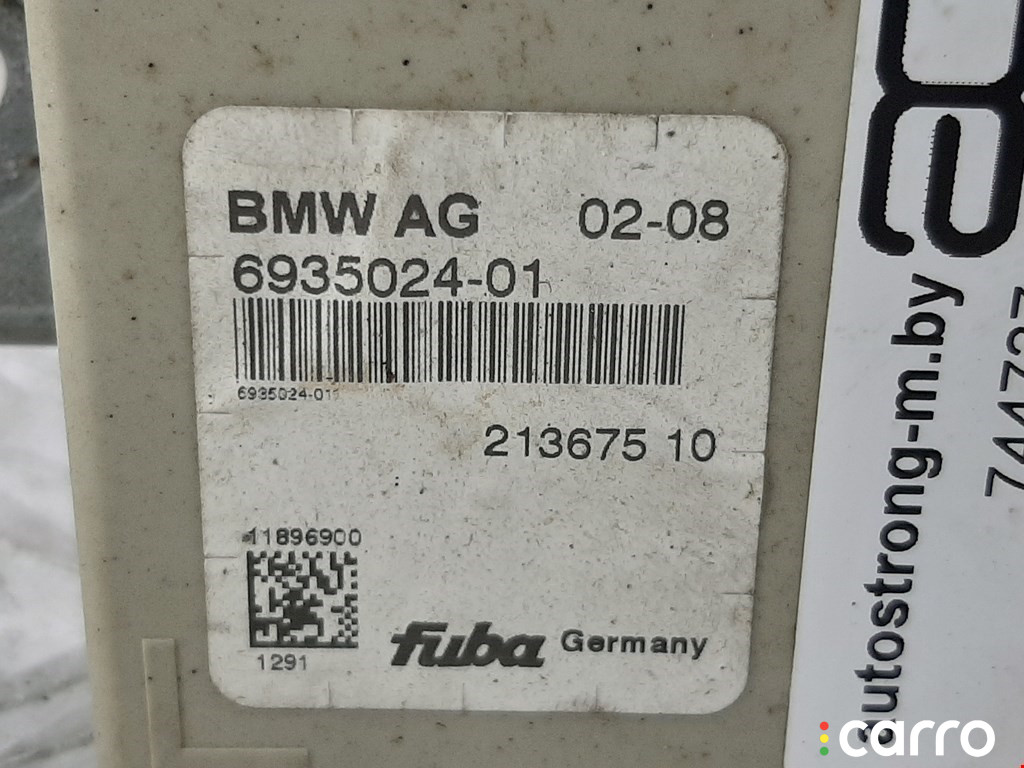 BMW AG 02-08
6935024-01
6935024-01
213675 10
11896900
1291
fuba Germany
autostrong-m.by
carro